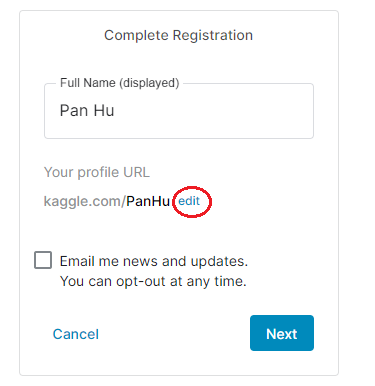 Complete Registration
Full Name (displayed)
Pan Hu
Your profile URL
kaggle.com/PanHu edit
Email me news and updates.
You can opt-out at any time.
Cancel Next